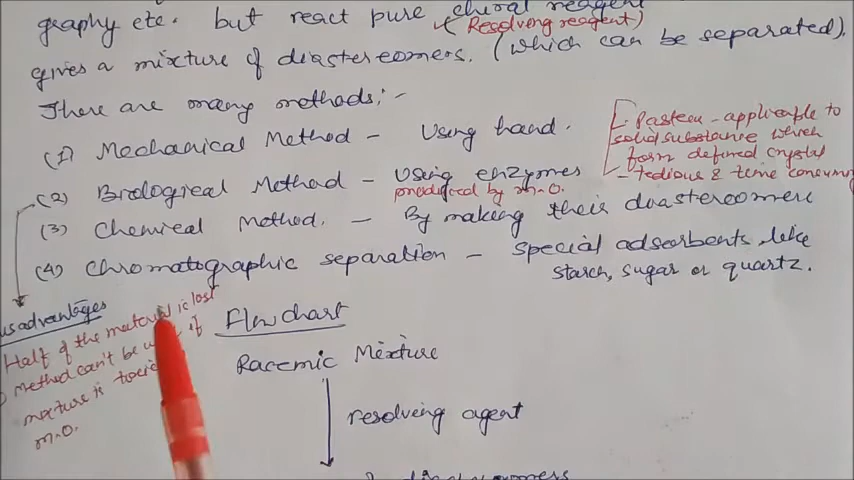 graphy etc. but react pure chiral reagent
(Resolving reagent)
gives a mixture of diastereomers. (which can be separated).
There are many methods:-
(1) Mechanical Method - Using hand.
Pasteu - applicable to
solid substance which
form defined crystal
- tedious & time consuming
(2) Biological Method - Using enzymes
produced by m.o.
(3) Chemical Method. - By making their diastereomers
(4) Chromatographic separation - special adsorbents like
starch, sugar or quartz.
Half of the material is lost
method can't be if
mixture is
m.o.
Flowchart
Racemic Mixture
resolving agent